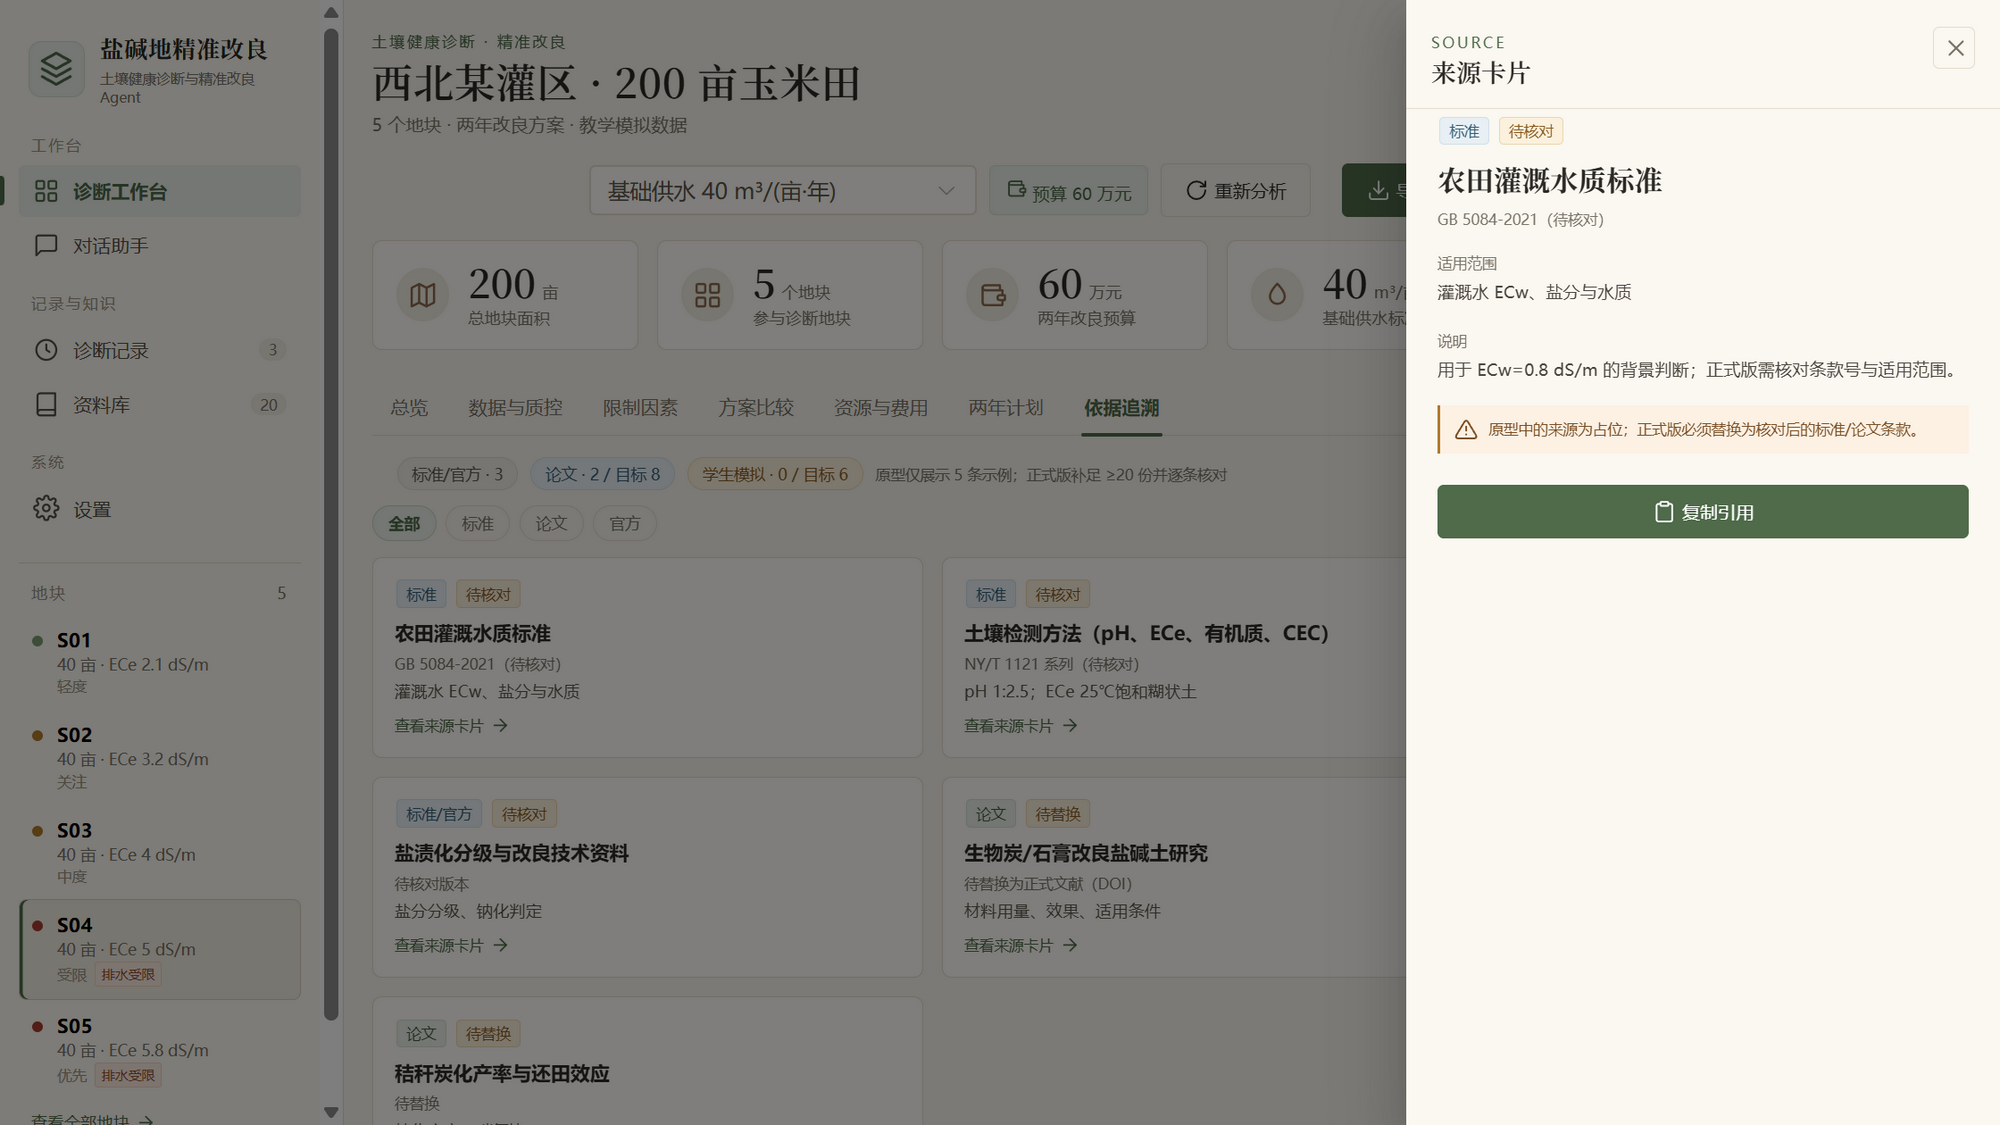 盐碱地精准改良
土壤健康诊断与精准改良
Agent
工作台
诊断工作台
对话助手
记录与知识
诊断记录 3
资料库 20
系统
设置
地块 5
S01
40 亩 · ECe 2.1 dS/m
轻度
S02
40 亩 · ECe 3.2 dS/m
关注
S03
40 亩 · ECe 4 dS/m
中度
S04
40 亩 · ECe 5 dS/m
受限 排水受限
S05
40 亩 · ECe 5.8 dS/m
优先 排水受限
查看全部地块 →
土壤健康诊断 · 精准改良
西北某灌区 · 200 亩玉米田
5 个地块 · 两年改良方案 · 教学模拟数据
基础供水 40 m³/(亩·年)
预算 60 万元
重新分析
200 亩
总地块面积
5 个地块
参与诊断地块
60 万元
两年改良预算
40 m³/
基础供水标
总览 数据与质控 限制因素 方案比较 资源与费用 两年计划 依据追溯
标准/官方 · 3 论文 · 2 / 目标 8 学生模拟 · 0 / 目标 6 原型仅展示 5 条示例；正式版补足 ≥20 份并逐条核对
全部 标准 论文 官方
标准 待核对
农田灌溉水质标准
GB 5084-2021（待核对）
灌溉水 ECw、盐分与水质
查看来源卡片 →
标准 待核对
土壤检测方法（pH、ECe、有机质、CEC）
NY/T 1121 系列（待核对）
pH 1:2.5；ECe 25℃饱和糊状土
查看来源卡片 →
标准/官方 待核对
盐渍化分级与改良技术资料
待核对版本
盐分分级、钠化判定
查看来源卡片 →
论文 待替换
生物炭/石膏改良盐碱土研究
待替换为正式文献（DOI）
材料用量、效果、适用条件
查看来源卡片 →
论文 待替换
秸秆炭化产率与还田效应
待替换
SOURCE
来源卡片
标准 待核对
农田灌溉水质标准
GB 5084-2021（待核对）
适用范围
灌溉水 ECw、盐分与水质
说明
用于 ECw=0.8 dS/m 的背景判断；正式版需核对条款号与适用范围。
原型中的来源为占位；正式版必须替换为核对后的标准/论文条款。
复制引用